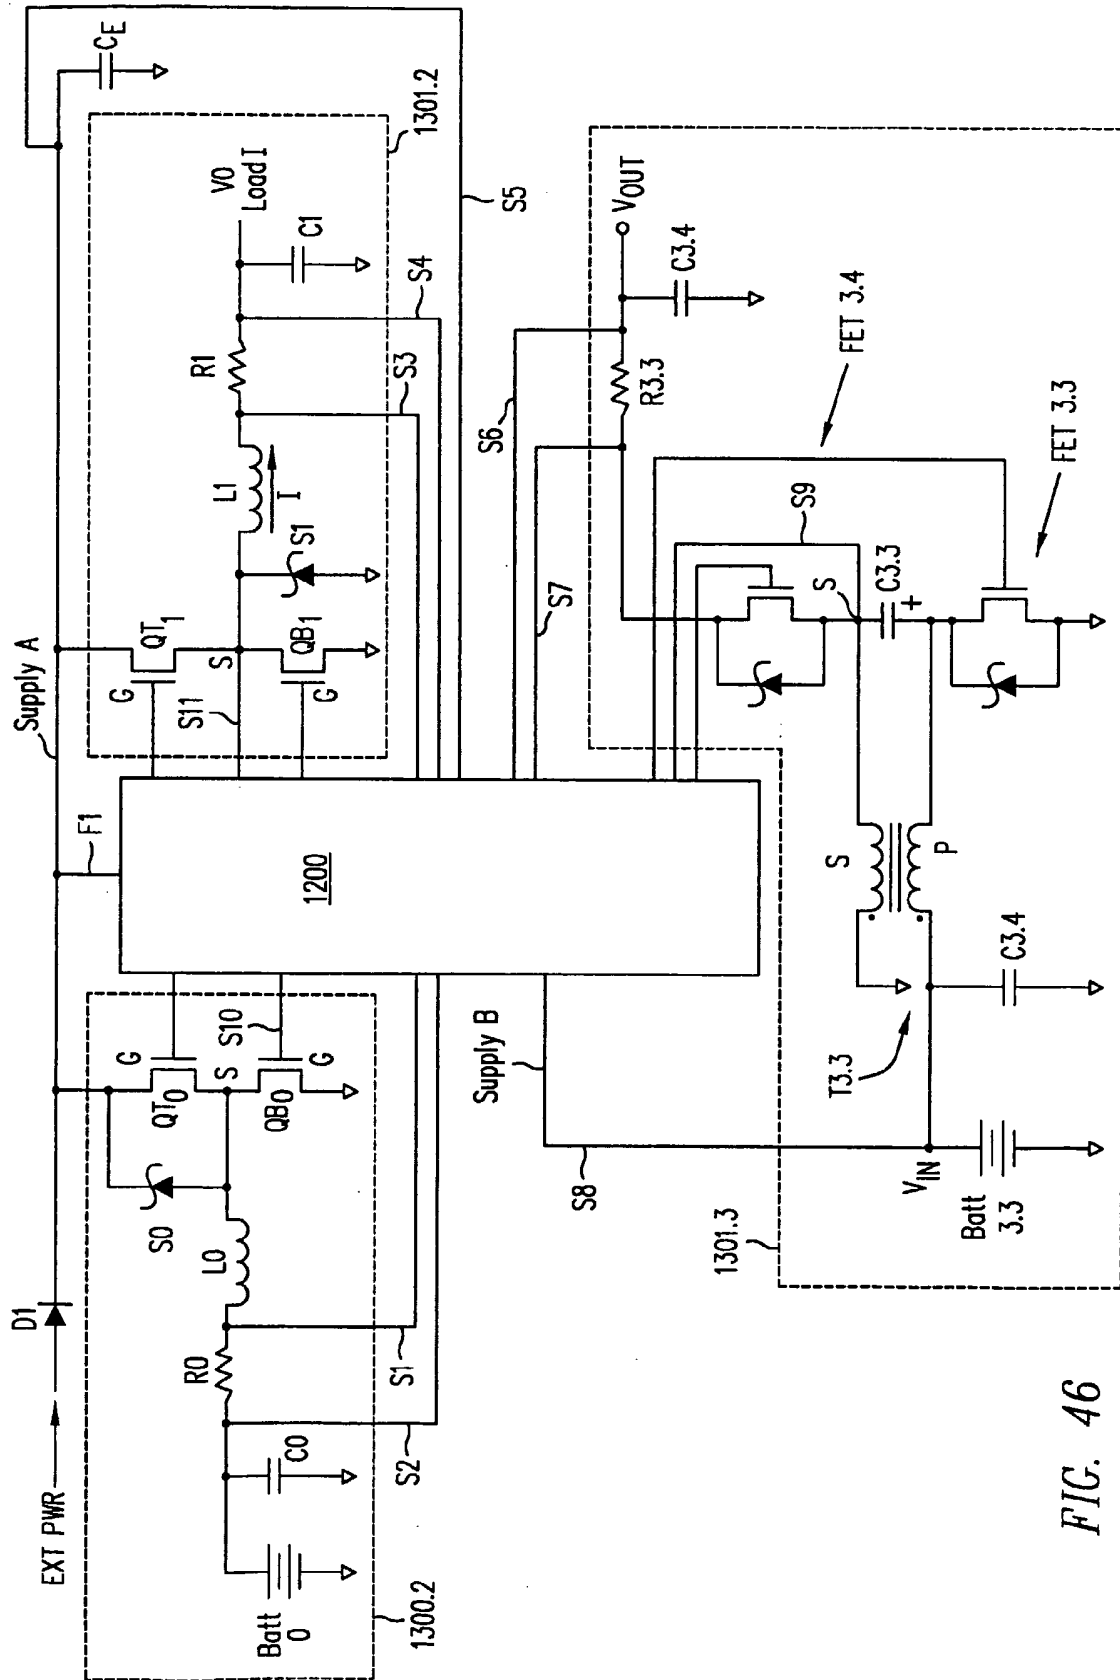 EXT PWR
D1
Supply A
CE
F1
1200
1300.2
Batt
0
C0
R0
S2
S1
L0
S0
QT0
G
S
QB0
G
S10
1301.2
G
QT1
S11
S
QB1
G
S1
L1
I
R1
V0
Load I
C1
S3
S4
S5
S6
S7
Supply B
S8
1301.3
VIN
Batt
3.3
T3.3
C3.4
S
P
S9
S
C3.3
+
R3.3
VOUT
C3.4
FET 3.4
FET 3.3
FIG. 46